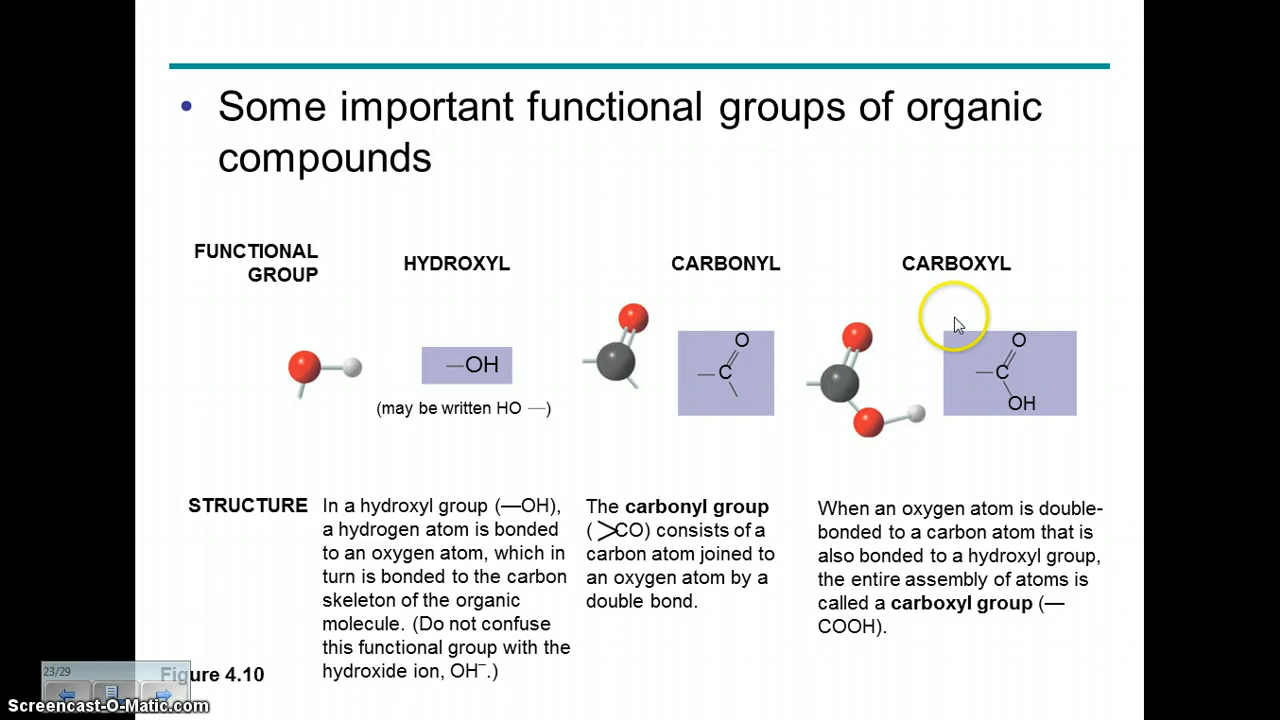 • Some important functional groups of organic
compounds
FUNCTIONAL
GROUP
HYDROXYL
CARBONYL
CARBOXYL
—OH
(may be written HO —)
O
C
O
C
OH
STRUCTURE
In a hydroxyl group (—OH),
a hydrogen atom is bonded
to an oxygen atom, which in
turn is bonded to the carbon
skeleton of the organic
molecule. (Do not confuse
this functional group with the
hydroxide ion, OH⁻.)
The carbonyl group
( >CO) consists of a
carbon atom joined to
an oxygen atom by a
double bond.
When an oxygen atom is double-
bonded to a carbon atom that is
also bonded to a hydroxyl group,
the entire assembly of atoms is
called a carboxyl group (—
COOH).
23/29
Figure 4.10
Screencast-O-Matic.com